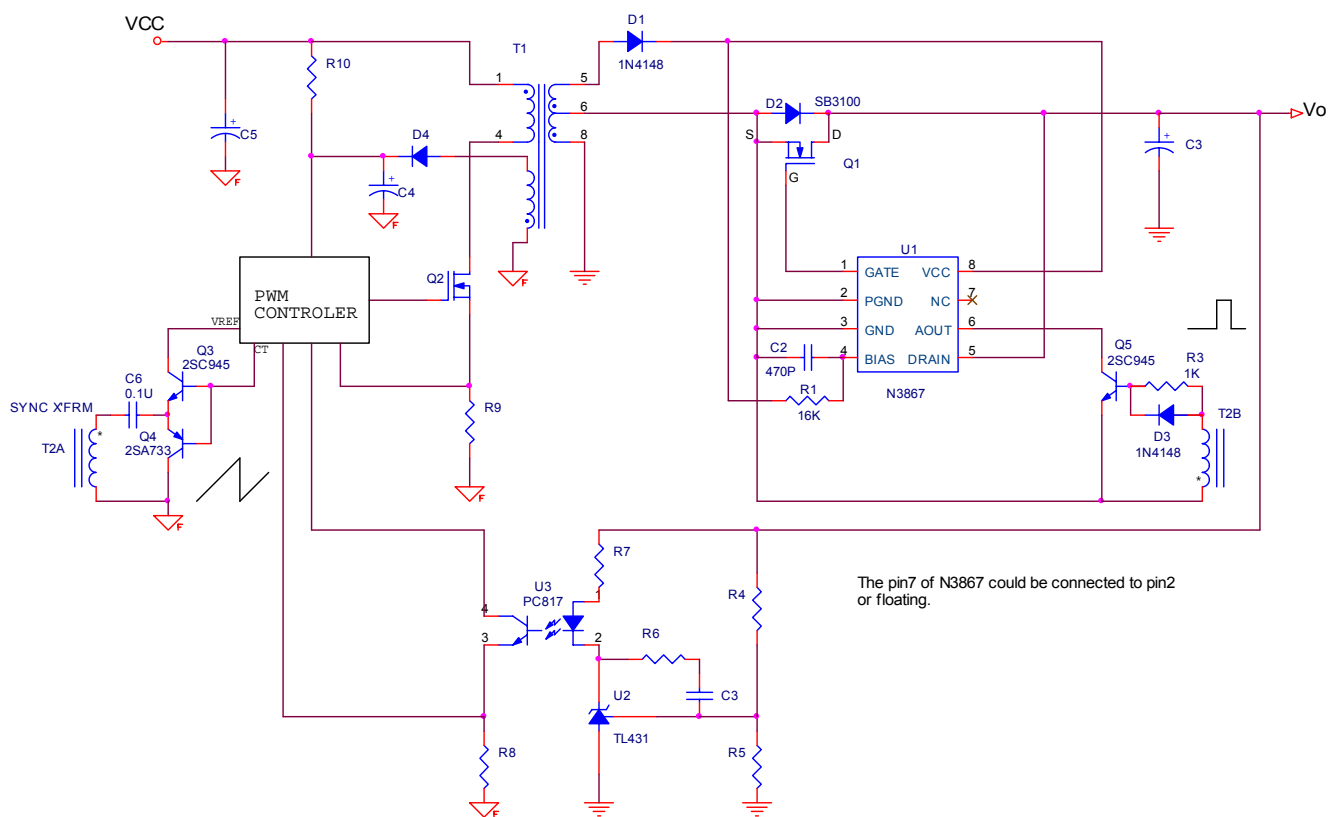 VCC
R10
C5
+
D4
C4
+
F
F
F
T1
1
4
5
6
8
D1
1N4148
D2
SB3100
S
D
G
Q1
Vo
C3
+
U1
1
GATE
VCC
8
2
PGND
NC
7
3
GND
AOUT
6
4
BIAS
DRAIN
5
N3867
C2
470P
R1
16K
Q5
2SC945
R3
1K
D3
1N4148
T2B
*
Q2
PWM
CONTROLER
VREF
CT
Q3
2SC945
C6
0.1U
SYNC X'FRM
T2A
*
Q4
2SA733
F
R9
F
R7
U3
PC817
4
3
1
2
R4
R6
C3
U2
TL431
R8
F
R5
The pin7 of N3867 could be connected to pin2
or floating.